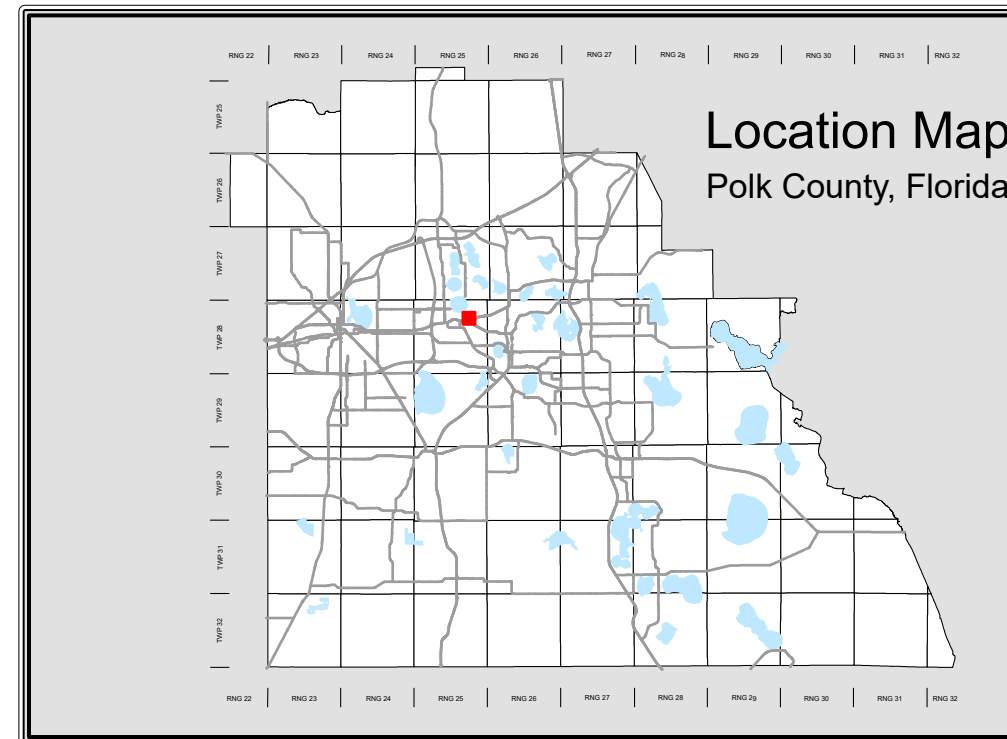 RNG 22 RNG 23 RNG 24 RNG 25 RNG 26 RNG 27 RNG 28 RNG 29 RNG 30 RNG 31 RNG 32
Location Map
Polk County, Florida
TWP 25
TWP 26
TWP 27
TWP 28
TWP 29
TWP 30
TWP 31
TWP 32
RNG 22 RNG 23 RNG 24 RNG 25 RNG 26 RNG 27 RNG 28 RNG 29 RNG 30 RNG 31 RNG 32